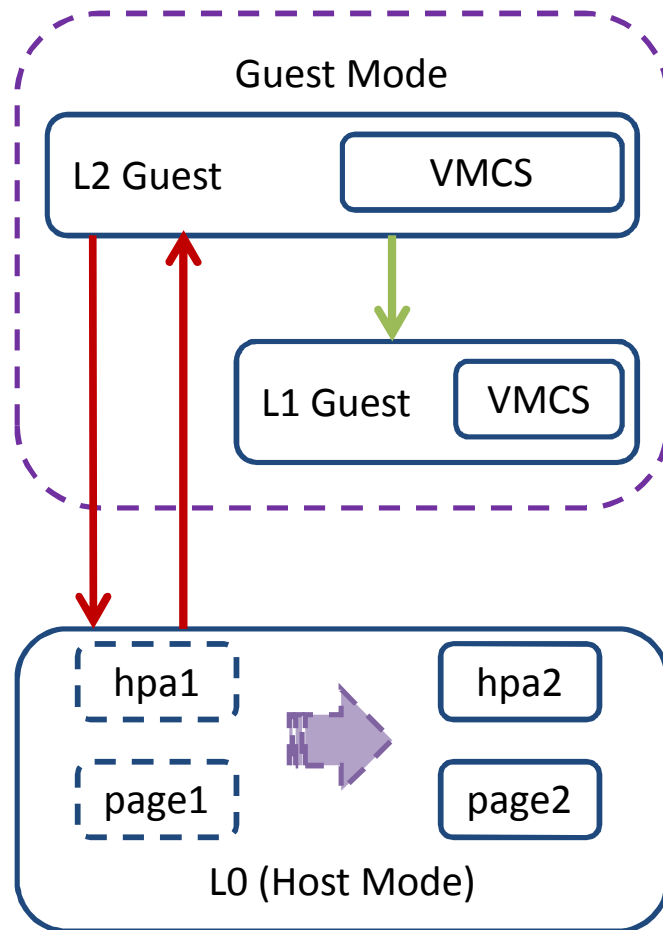 Guest Mode
L2 Guest
VMCS
L1 Guest
VMCS
hpa1
hpa2
page1
page2
L0 (Host Mode)